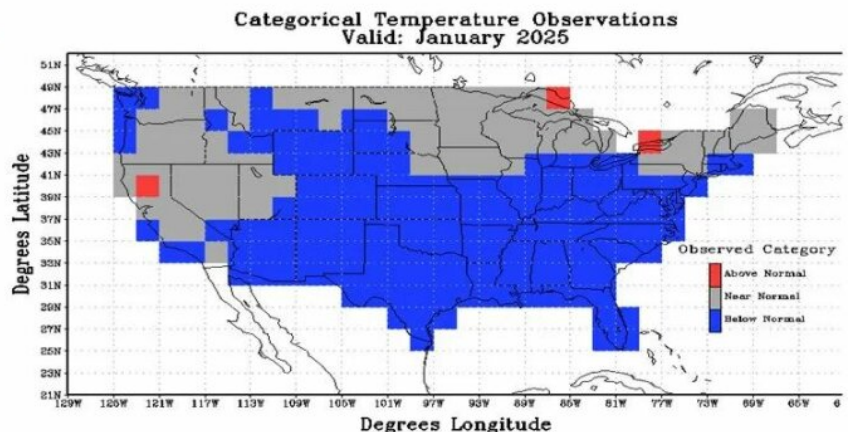 Categorical Temperature Observations
Valid: January 2025
Degrees Latitude
51N
49N
47N
45N
43N
41N
39N
37N
35N
33N
31N
29N
27N
25N
23N
21N
129W 125W 121W 117W 113W 109W 105W 101W 97W 93W 89W 85W 81W 77W 73W 69W 65W 6
Degrees Longitude
Observed Category
Above Normal
Near Normal
Below Normal